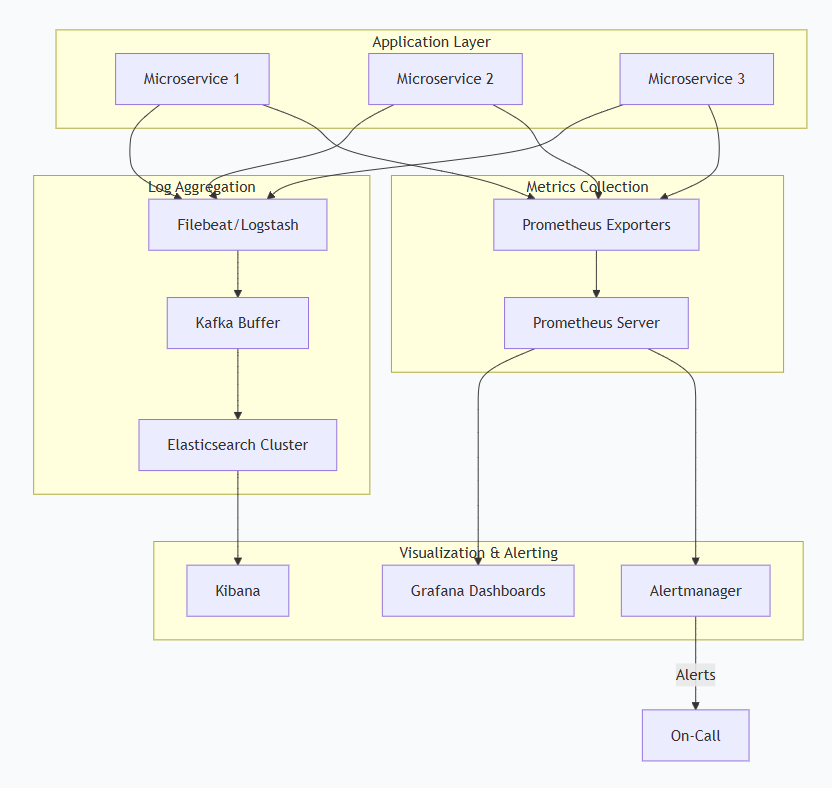 Application Layer
Microservice 1
Microservice 2
Microservice 3
Log Aggregation
Metrics Collection
Filebeat/Logstash
Prometheus Exporters
Kafka Buffer
Prometheus Server
Elasticsearch Cluster
Visualization & Alerting
Kibana
Grafana Dashboards
Alertmanager
Alerts
On-Call